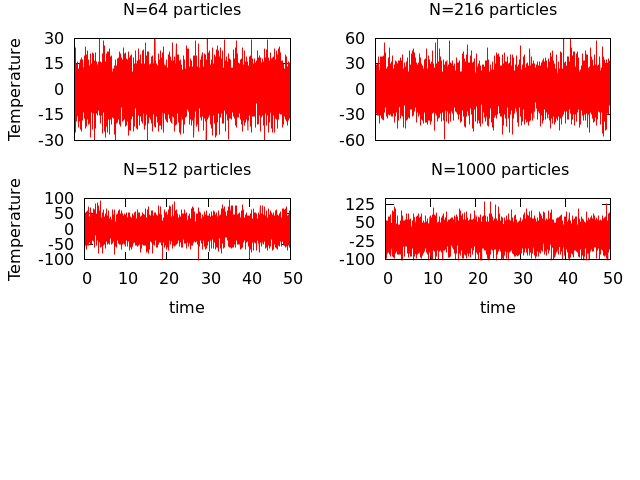 N=64 particles
N=216 particles
30
15
0
-15
-30
Temperature
60
30
0
-30
-60
N=512 particles
N=1000 particles
100
50
0
-50
-100
Temperature
0 10 20 30 40 50
time
125
50
-25
-100
0 10 20 30 40 50
time